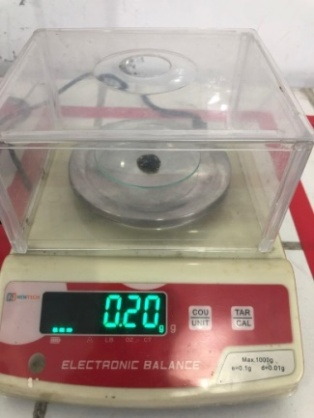 0.20 g g
COU
UNIT
TAR
CAL
ELECTRONIC BALANCE
Max:1000g
e=0.1g d=0.01g